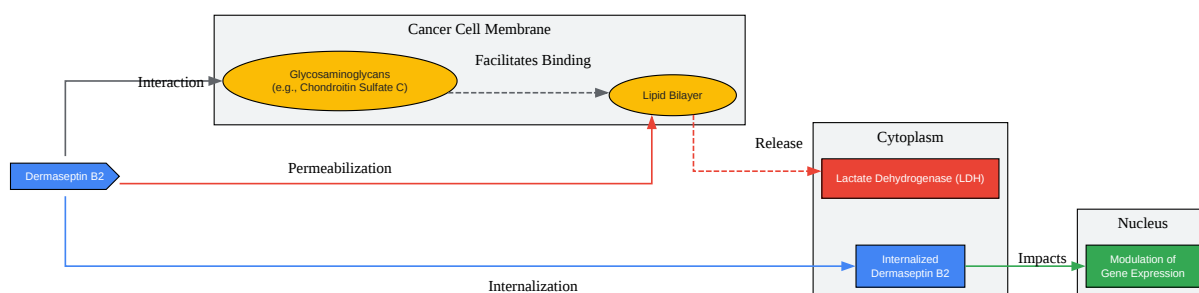 Cancer Cell Membrane
Glycosaminoglycans
(e.g., Chondroitin Sulfate C)
Facilitates Binding
Lipid Bilayer
Interaction
Release
Cytoplasm
Dermaseptin B2
Permeabilization
Lactate Dehydrogenase (LDH)
Nucleus
Internalized
Dermaseptin B2
Impacts
Modulation of
Gene Expression
Internalization